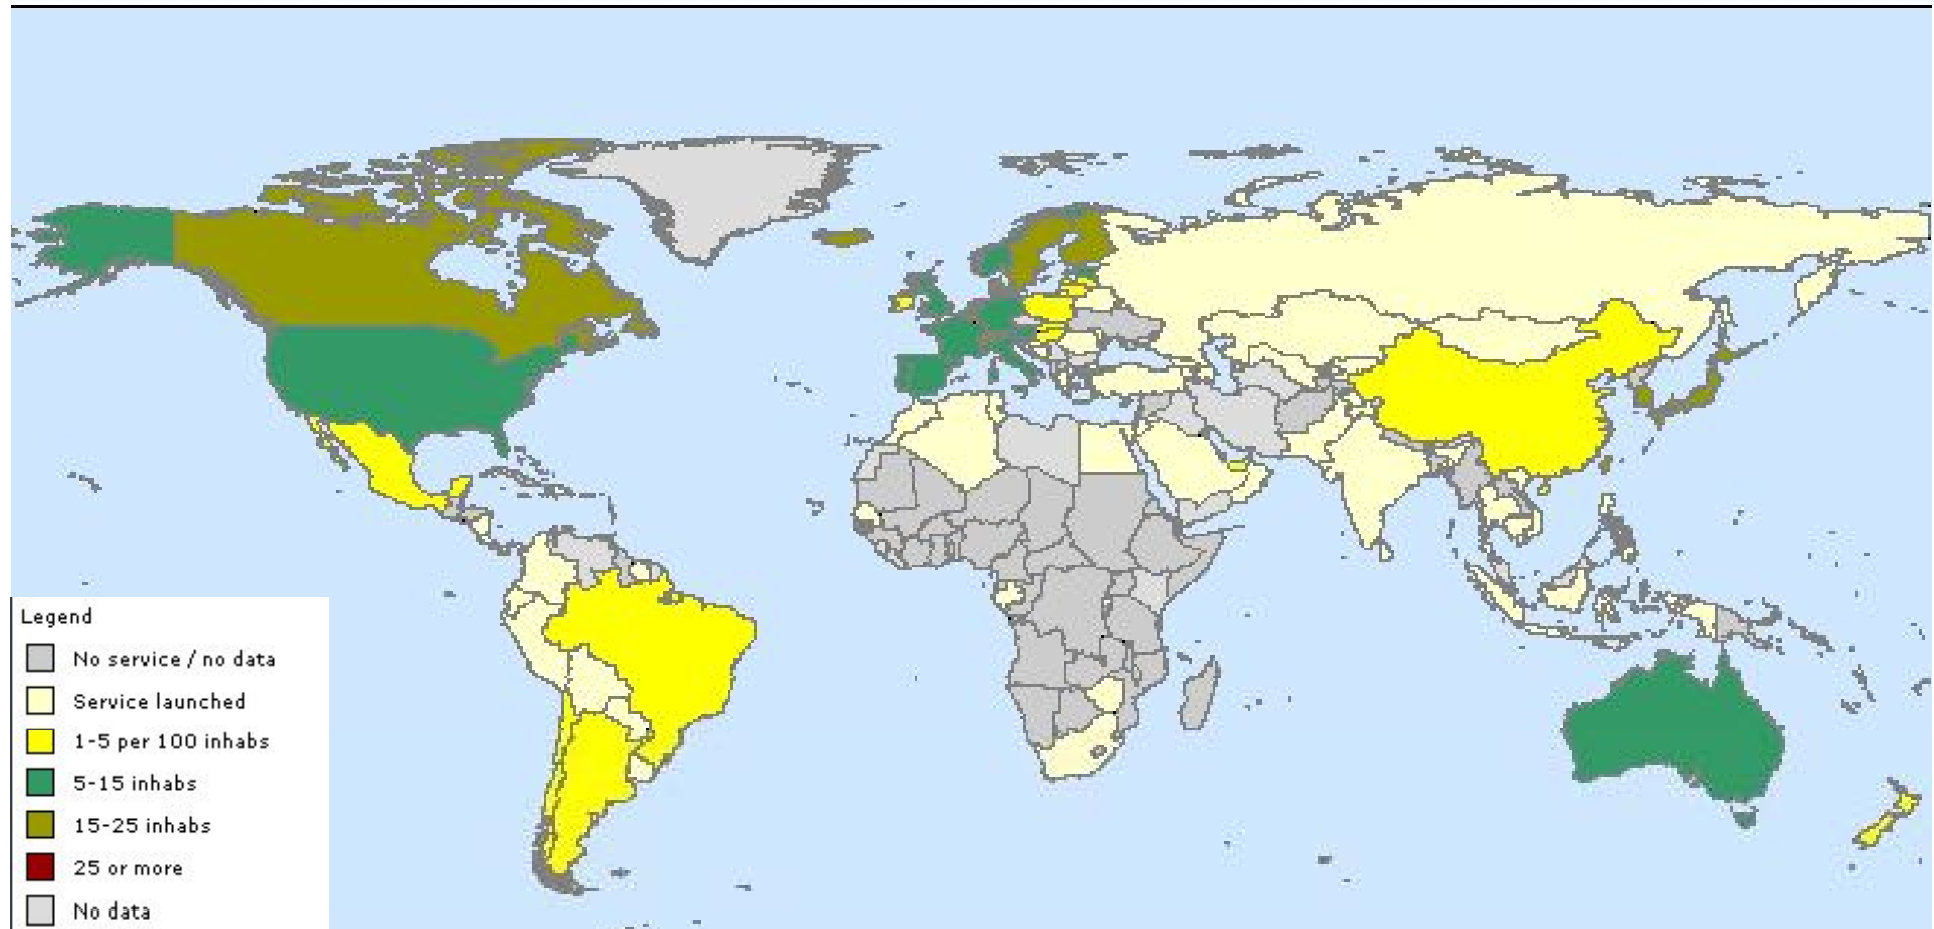 Legend
No service / no data
Service launched
1-5 per 100 inhabs
5-15 inhabs
15-25 inhabs
25 or more
No data